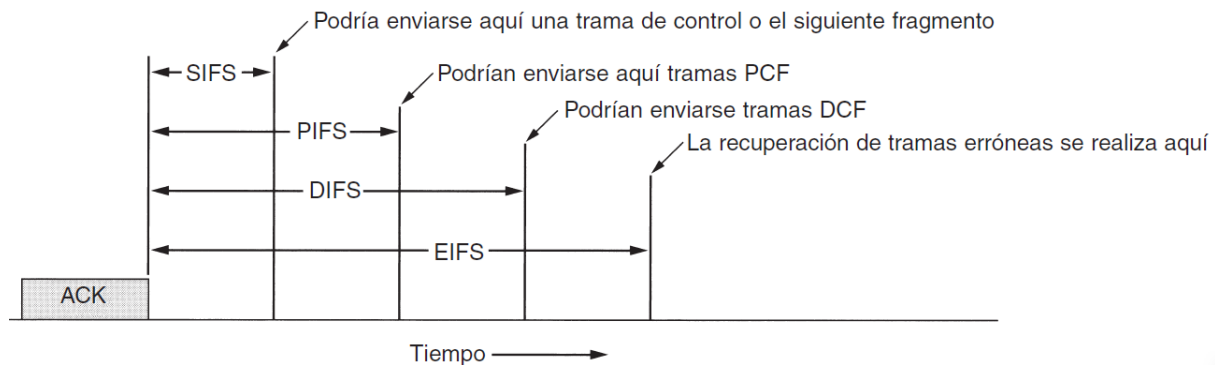 Podría enviarse aquí una trama de control o el siguiente fragmento
SIFS
Podrían enviarse aquí tramas PCF
PIFS
Podrían enviarse tramas DCF
La recuperación de tramas erróneas se realiza aquí
DIFS
EIFS
ACK
Tiempo